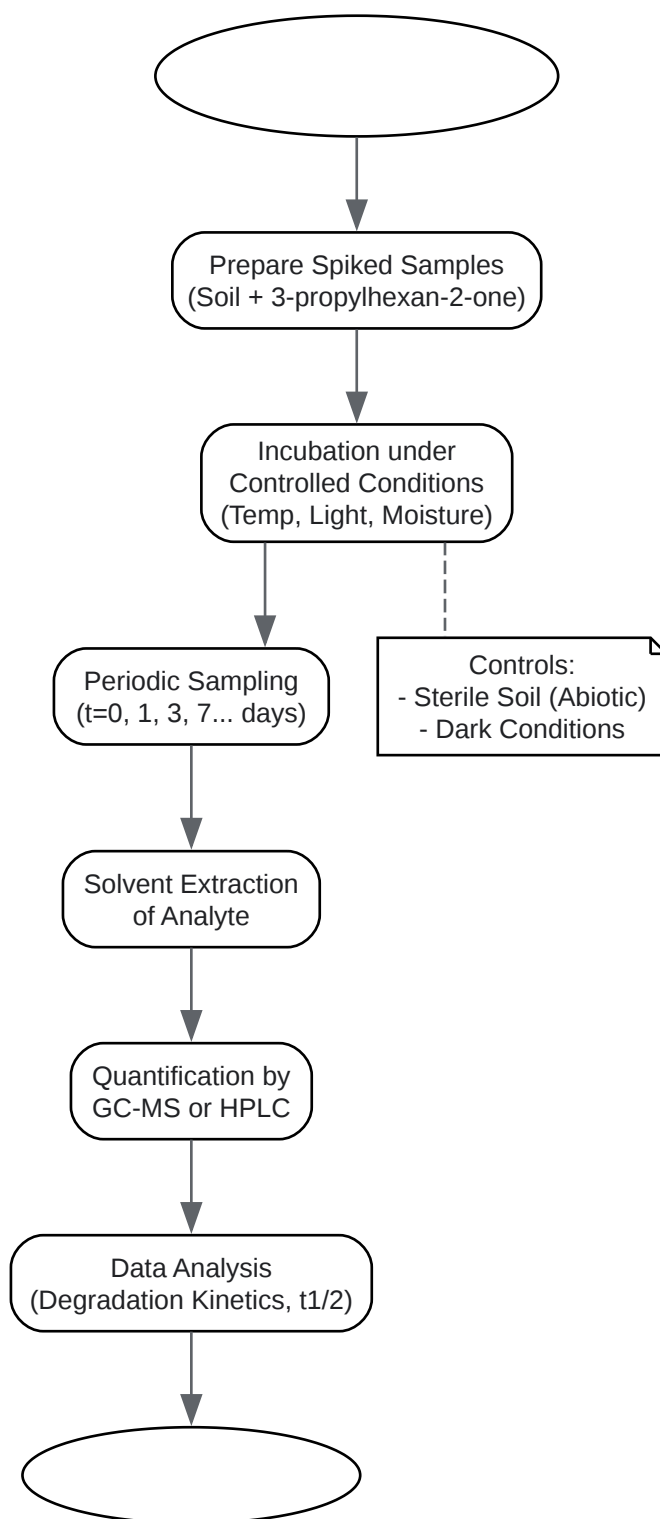 Prepare Spiked Samples
(Soil + 3-propylhexan-2-one)
Incubation under
Controlled Conditions
(Temp, Light, Moisture)
Periodic Sampling
(t=0, 1, 3, 7... days)
Controls:
- Sterile Soil (Abiotic)
- Dark Conditions
Solvent Extraction
of Analyte
Quantification by
GC-MS or HPLC
Data Analysis
(Degradation Kinetics, t1/2)